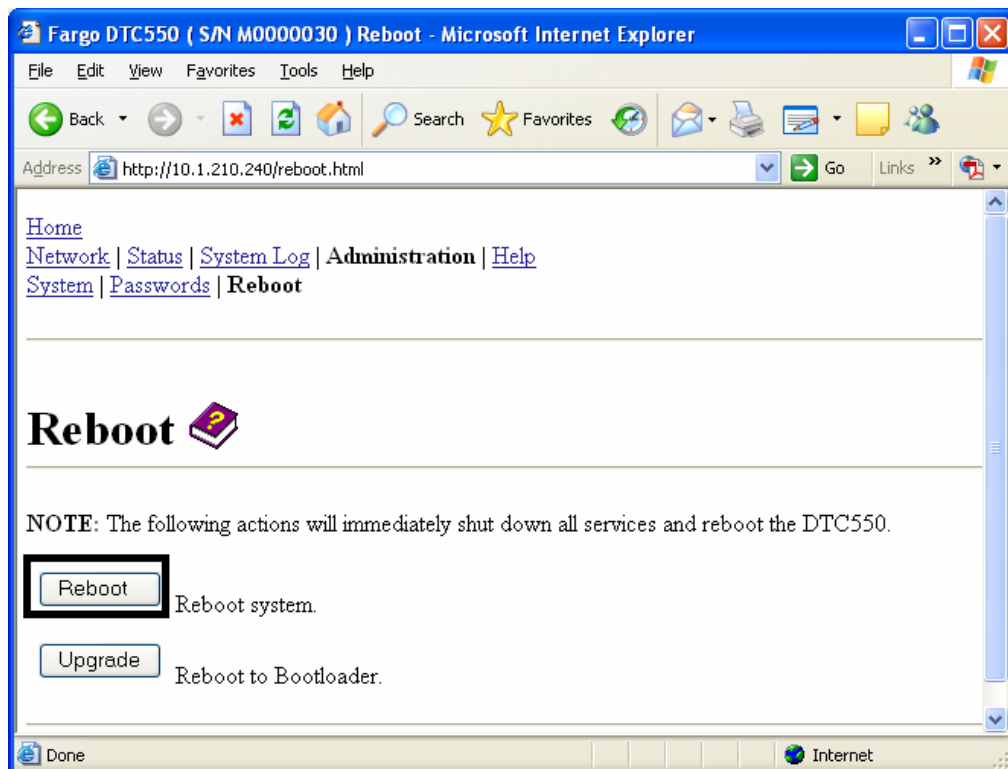 Fargo DTC550 ( S/N M0000030 ) Reboot - Microsoft Internet Explorer
File Edit View Favorites Tools Help
Back Search Favorites
Address http://10.1.210.240/reboot.html Go Links »
Home
Network | Status | System Log | Administration | Help
System | Passwords | Reboot
Reboot ?
NOTE: The following actions will immediately shut down all services and reboot the DTC550.
Reboot Reboot system.
Upgrade Reboot to Bootloader.
Done Internet